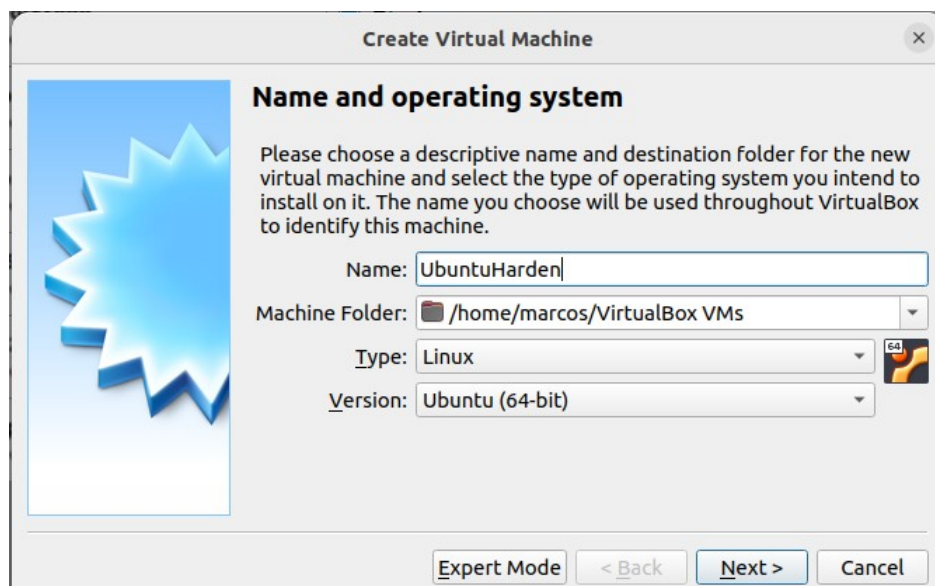 Create Virtual Machine
Name and operating system
Please choose a descriptive name and destination folder for the new
virtual machine and select the type of operating system you intend to
install on it. The name you choose will be used throughout VirtualBox
to identify this machine.
Name: UbuntuHarden
Machine Folder: /home/marcos/VirtualBox VMs
Type: Linux
64
Version: Ubuntu (64-bit)
Expert Mode < Back Next > Cancel